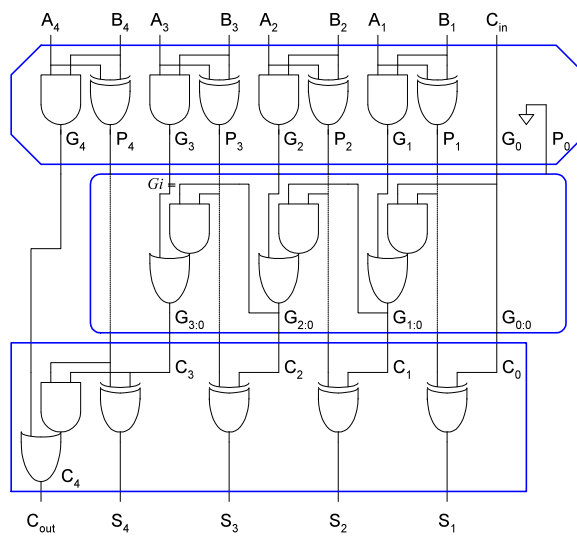 A4 B4 A3 B3 A2 B2 A1 B1 Cin
G4 P4 G3 P3 G2 P2 G1 P1 G0 P0
Gi =
G3:0 G2:0 G1:0 G0:0
C3 C2 C1 C0
C4
Cout S4 S3 S2 S1